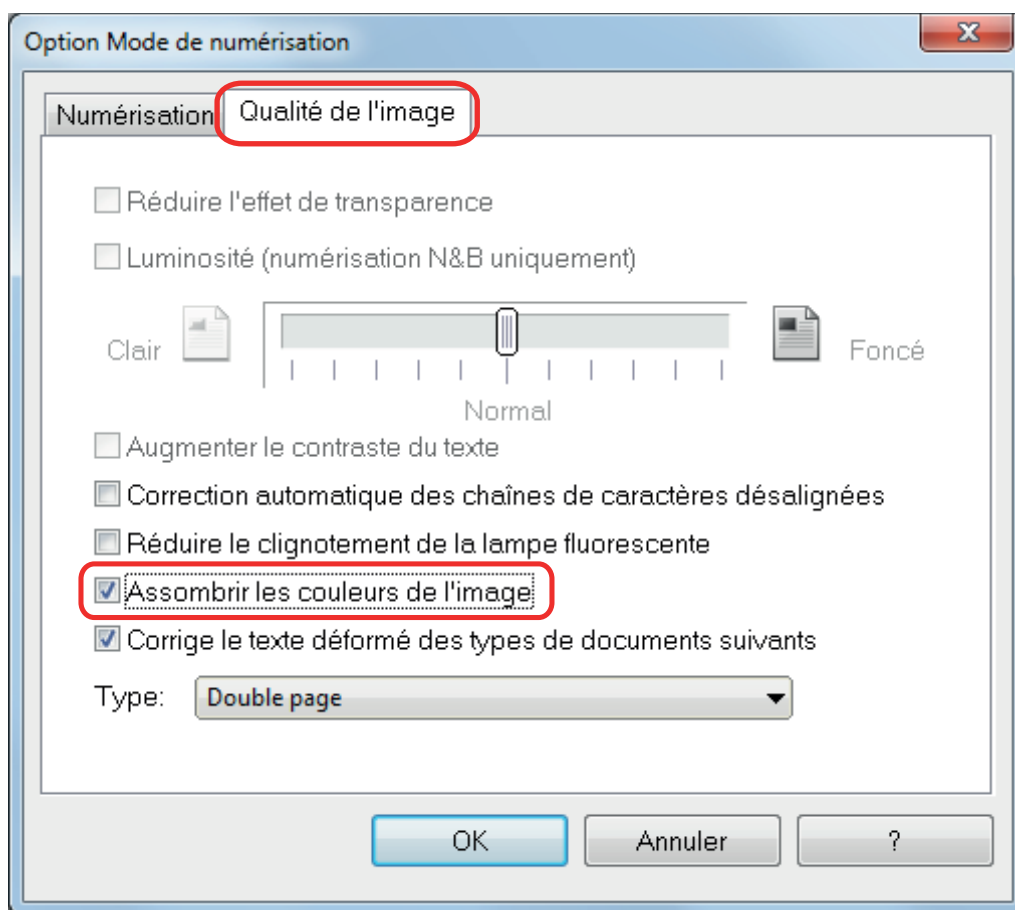 Option Mode de numérisation
Numérisation
Qualité de l'image
Réduire l'effet de transparence
Luminosité (numérisation N&B uniquement)
Clair
Foncé
Normal
Augmenter le contraste du texte
Correction automatique des chaînes de caractères désalignées
Réduire le clignotement de la lampe fluorescente
Assombrir les couleurs de l'image
Corrige le texte déformé des types de documents suivants
Type:
Double page
OK
Annuler
?